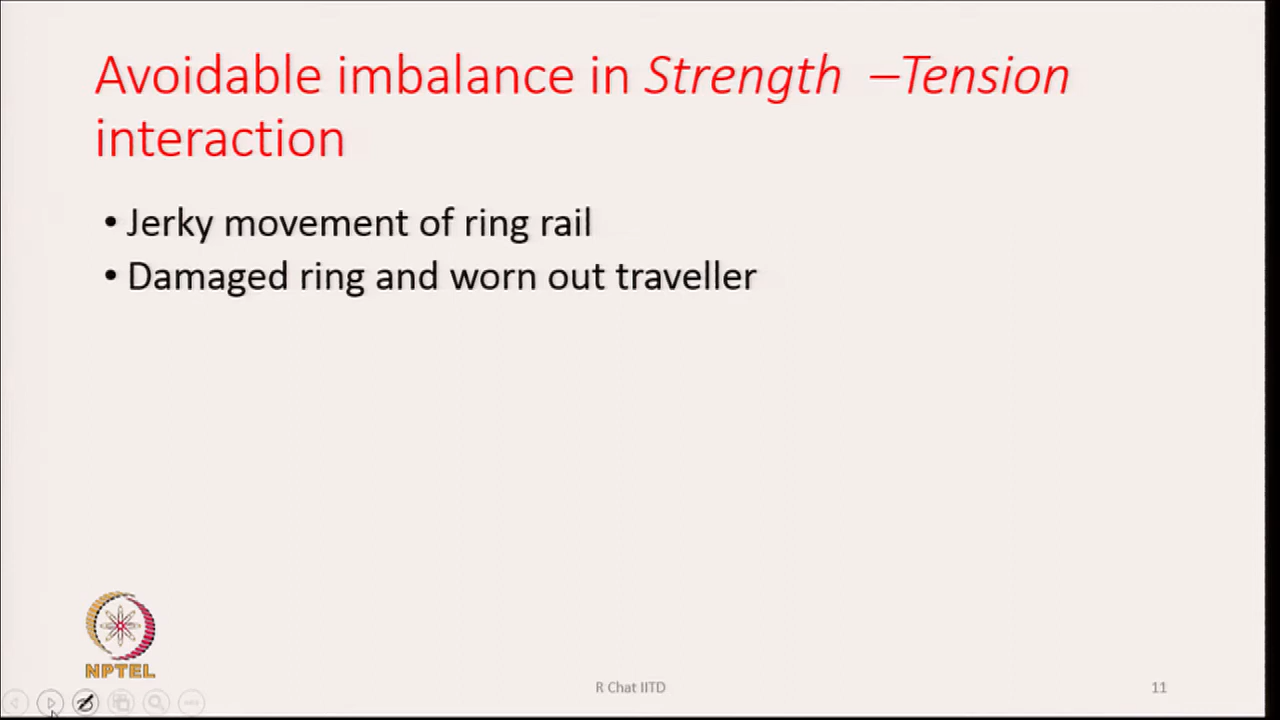 Avoidable imbalance in Strength –Tension
interaction
• Jerky movement of ring rail
• Damaged ring and worn out traveller
NPTEL
R Chat IITD
11